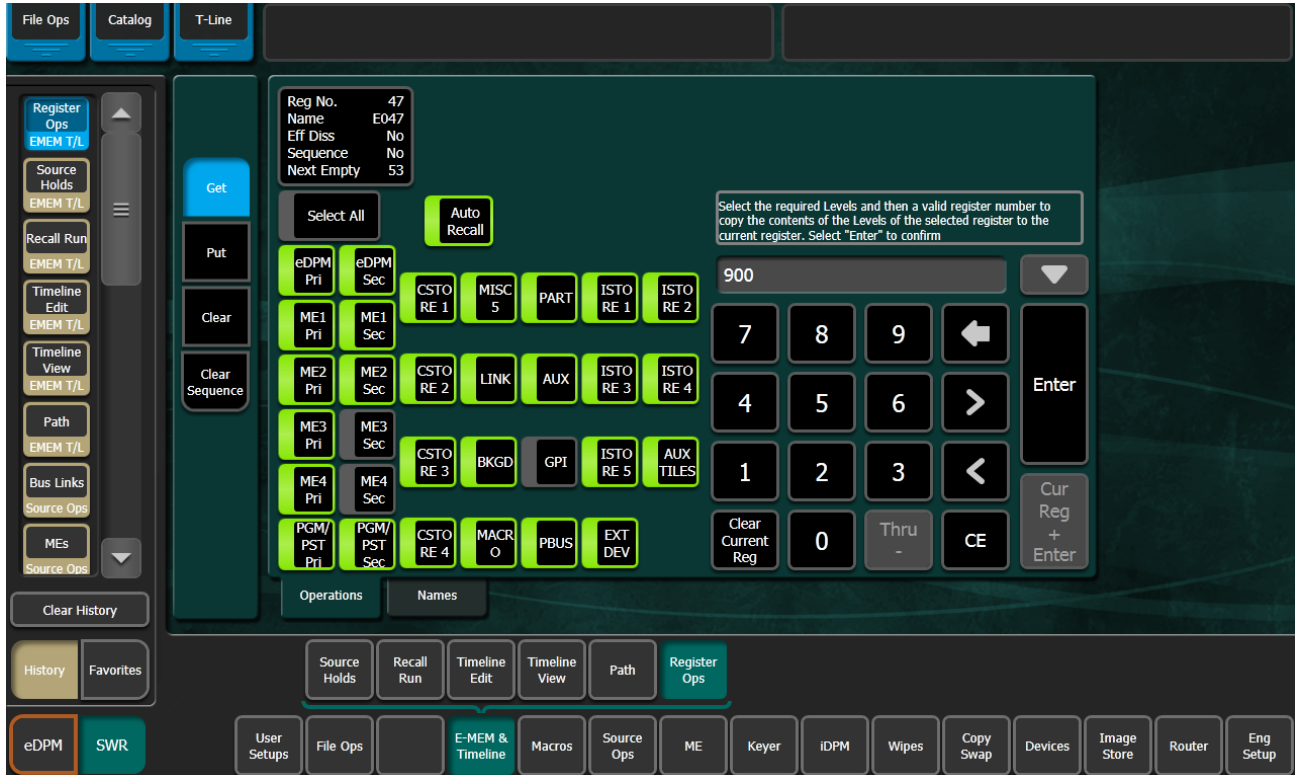 File Ops
Catalog
T-Line
Register
Ops
EMEM T/L
Source
Holds
EMEM T/L
Recall Run
EMEM T/L
Timeline
Edit
EMEM T/L
Timeline
View
EMEM T/L
Path
EMEM T/L
Bus Links
Source Ops
MEs
Source Ops
Clear History
History
Favorites
eDPM
SWR
Get
Put
Clear
Clear
Sequence
Reg No. 47
Name E047
Eff Diss No
Sequence No
Next Empty 53
Select All
Auto
Recall
eDPM
Pri
eDPM
Sec
ME1
Pri
ME1
Sec
ME2
Pri
ME2
Sec
ME3
Pri
ME3
Sec
ME4
Pri
ME4
Sec
PGM/
PST
Pri
PGM/
PST
Sec
CSTO
RE 1
MISC
5
PART
ISTO
RE 1
ISTO
RE 2
CSTO
RE 2
LINK
AUX
ISTO
RE 3
ISTO
RE 4
CSTO
RE 3
BKGD
GPI
ISTO
RE 5
AUX
TILES
CSTO
RE 4
MACR
O
PBUS
EXT
DEV
Select the required Levels and then a valid register number to
copy the contents of the Levels of the selected register to the
current register. Select "Enter" to confirm
900
7
8
9
4
5
6
>
1
2
3
<
Clear
Current
Reg
0
Thru
-
CE
Enter
Cur
Reg
+
Enter
Operations
Names
Source
Holds
Recall
Run
Timeline
Edit
Timeline
View
Path
Register
Ops
User
Setups
File Ops
E-MEM &
Timeline
Macros
Source
Ops
ME
Keyer
iDPM
Wipes
Copy
Swap
Devices
Image
Store
Router
Eng
Setup